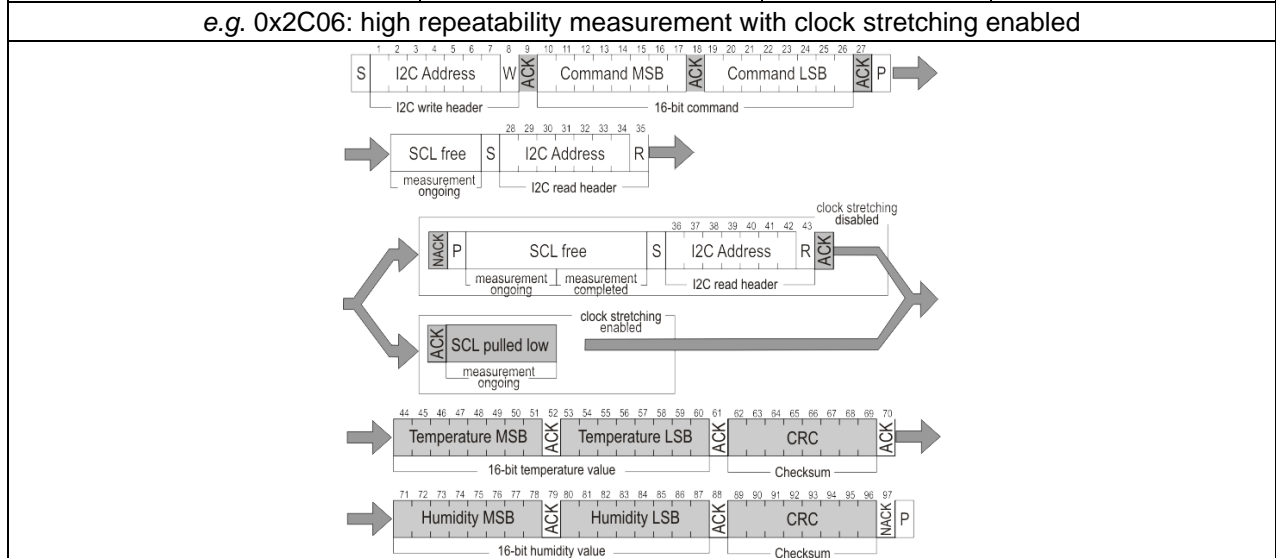 e.g. 0x2C06: high repeatability measurement with clock stretching enabled
1 2 3 4 5 6 7 8 9 10 11 12 13 14 15 16 17 18 19 20 21 22 23 24 25 26 27
S I2C Address W ACK Command MSB ACK Command LSB ACK P
I2C write header 16-bit command
28 29 30 31 32 33 34 35
SCL free S I2C Address R
measurement ongoing I2C read header
clock stretching disabled
36 37 38 39 40 41 42 43
NACK P SCL free S I2C Address R ACK
measurement ongoing measurement completed I2C read header
clock stretching enabled
ACK SCL pulled low
measurement ongoing
44 45 46 47 48 49 50 51 52 53 54 55 56 57 58 59 60 61 62 63 64 65 66 67 68 69 70
Temperature MSB ACK Temperature LSB ACK CRC ACK
16-bit temperature value Checksum
71 72 73 74 75 76 77 78 79 80 81 82 83 84 85 86 87 88 89 90 91 92 93 94 95 96 97
Humidity MSB ACK Humidity LSB ACK CRC NACK P
16-bit humidity value Checksum